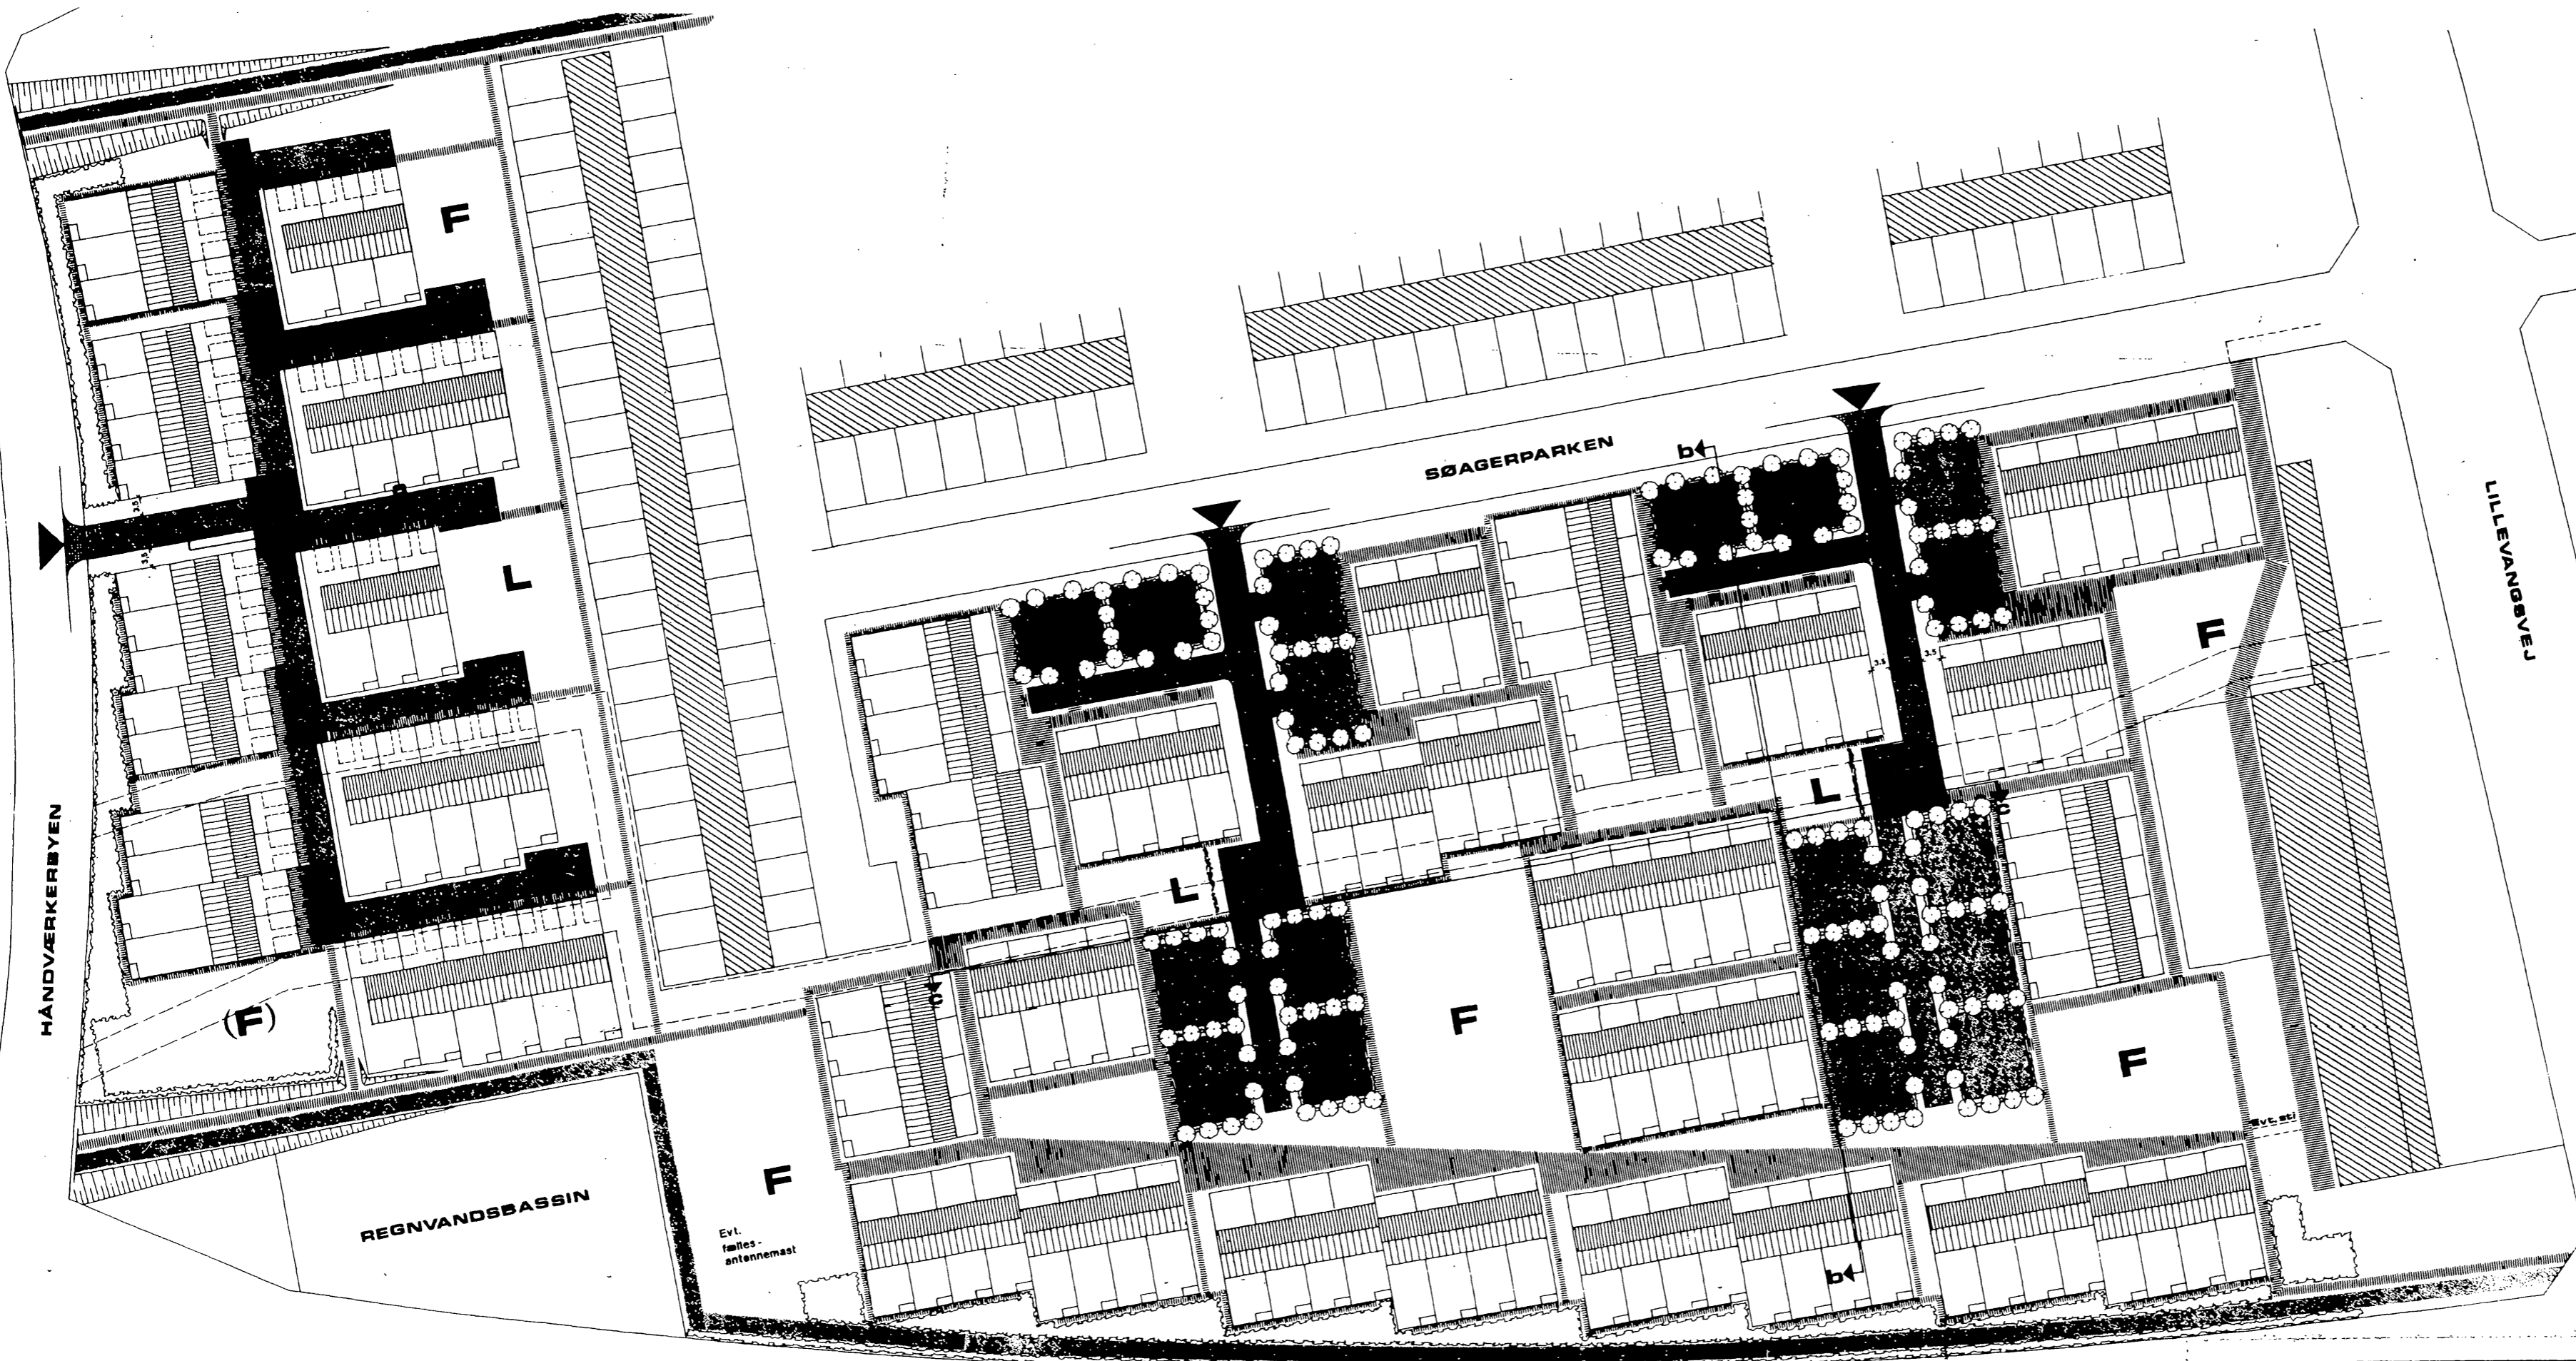 F
SØAGERPARKEN
b
3.5
3.5
L
LILLEVANGSVEJ
F
3.5
3.5
HÅNDVÆRKERBYEN
L
L
c
c
(F)
F
F
Evt. sti
F
REGNVANDSBASSIN
Evt.
fælles-
antennemast
b